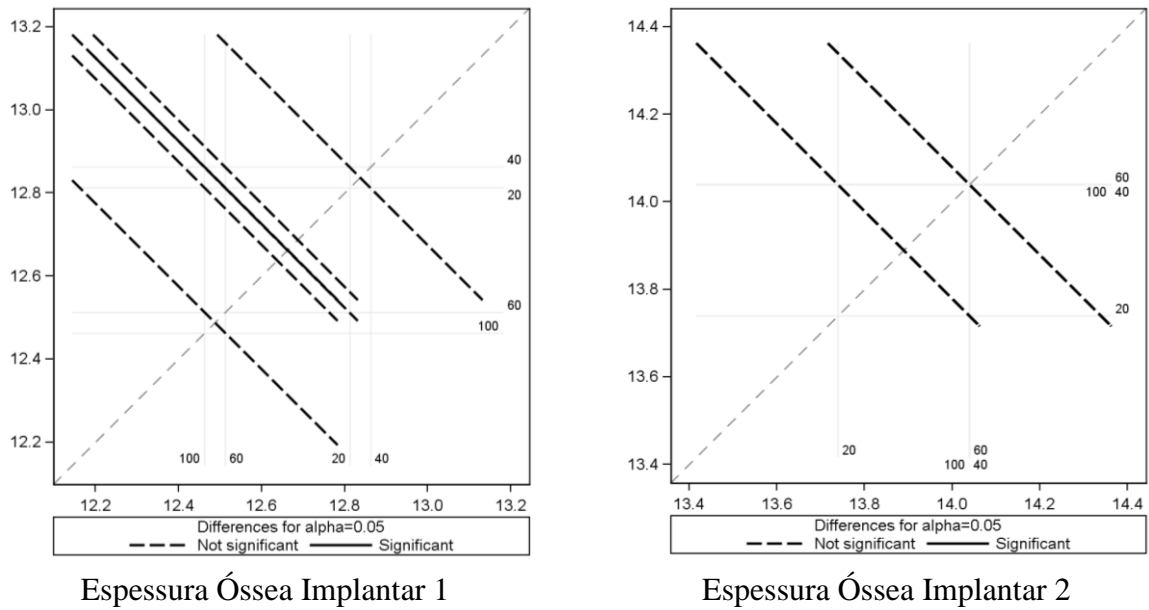 13.2
13.0
12.8
12.6
12.4
12.2
40
20
60
100
100 60 20 40
12.2 12.4 12.6 12.8 13.0 13.2
Differences for alpha=0.05
Not significant Significant
Espessura Óssea Implantar 1
14.4
14.2
14.0
13.8
13.6
13.4
60
100 40
20
20 60
100 40
13.4 13.6 13.8 14.0 14.2 14.4
Differences for alpha=0.05
Not significant Significant
Espessura Óssea Implantar 2